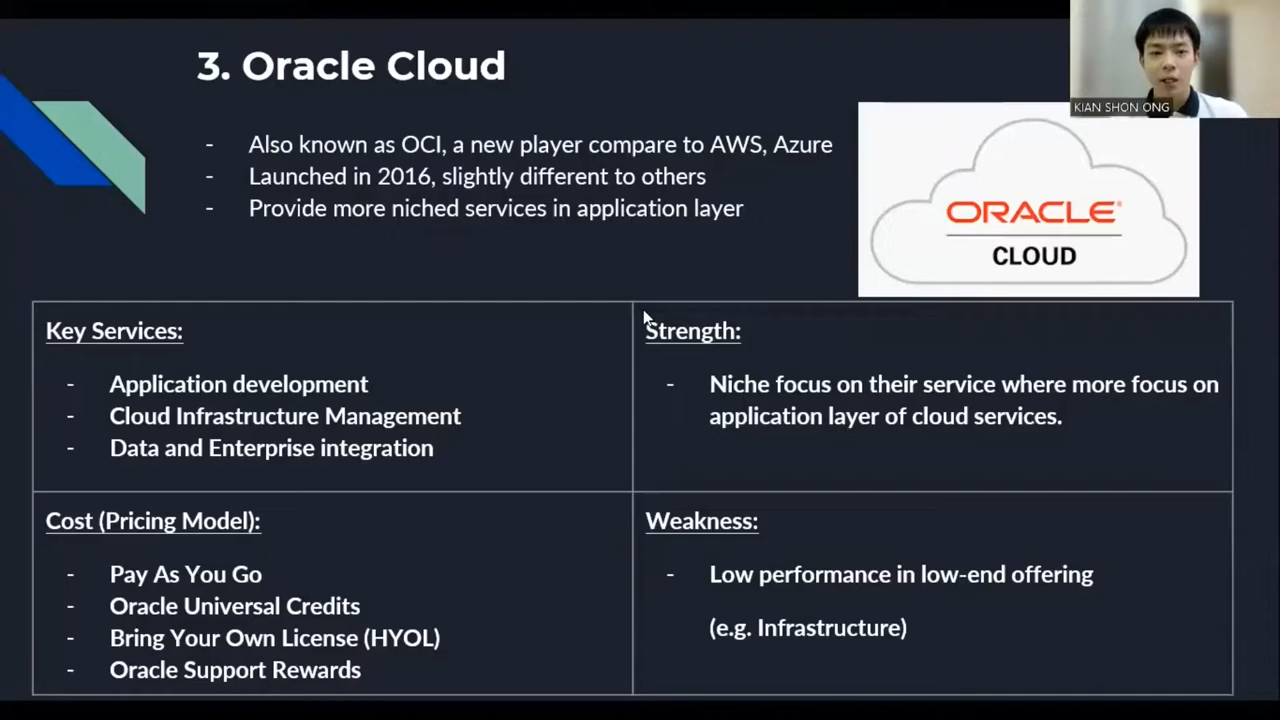 3. Oracle Cloud
KIAN SHON ONG
- Also known as OCI, a new player compare to AWS, Azure
- Launched in 2016, slightly different to others
- Provide more niched services in application layer
ORACLE®
CLOUD
Key Services:
- Application development
- Cloud Infrastructure Management
- Data and Enterprise integration
Strength:
- Niche focus on their service where more focus on
application layer of cloud services.
Cost (Pricing Model):
- Pay As You Go
- Oracle Universal Credits
- Bring Your Own License (HYOL)
- Oracle Support Rewards
Weakness:
- Low performance in low-end offering
(e.g. Infrastructure)